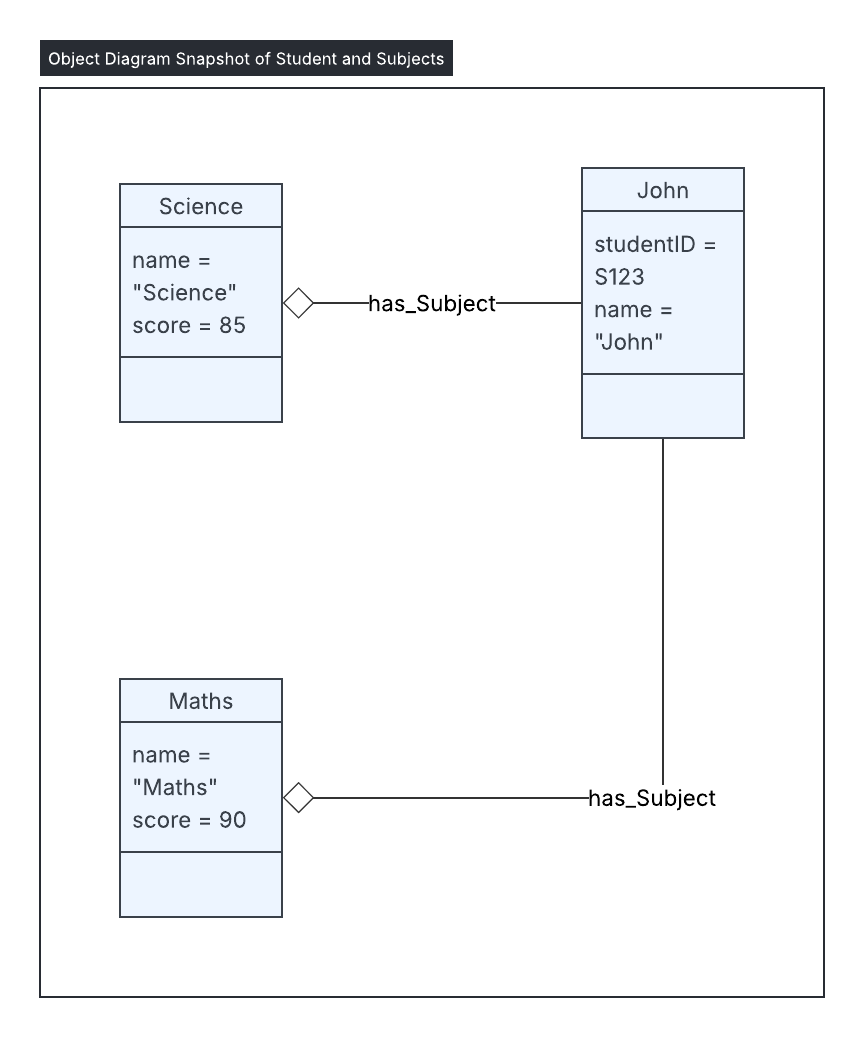 Object Diagram Snapshot of Student and Subjects
Science
name =
"Science"
score = 85
has_Subject
John
studentID =
S123
name =
"John"
Maths
name =
"Maths"
score = 90
has_Subject